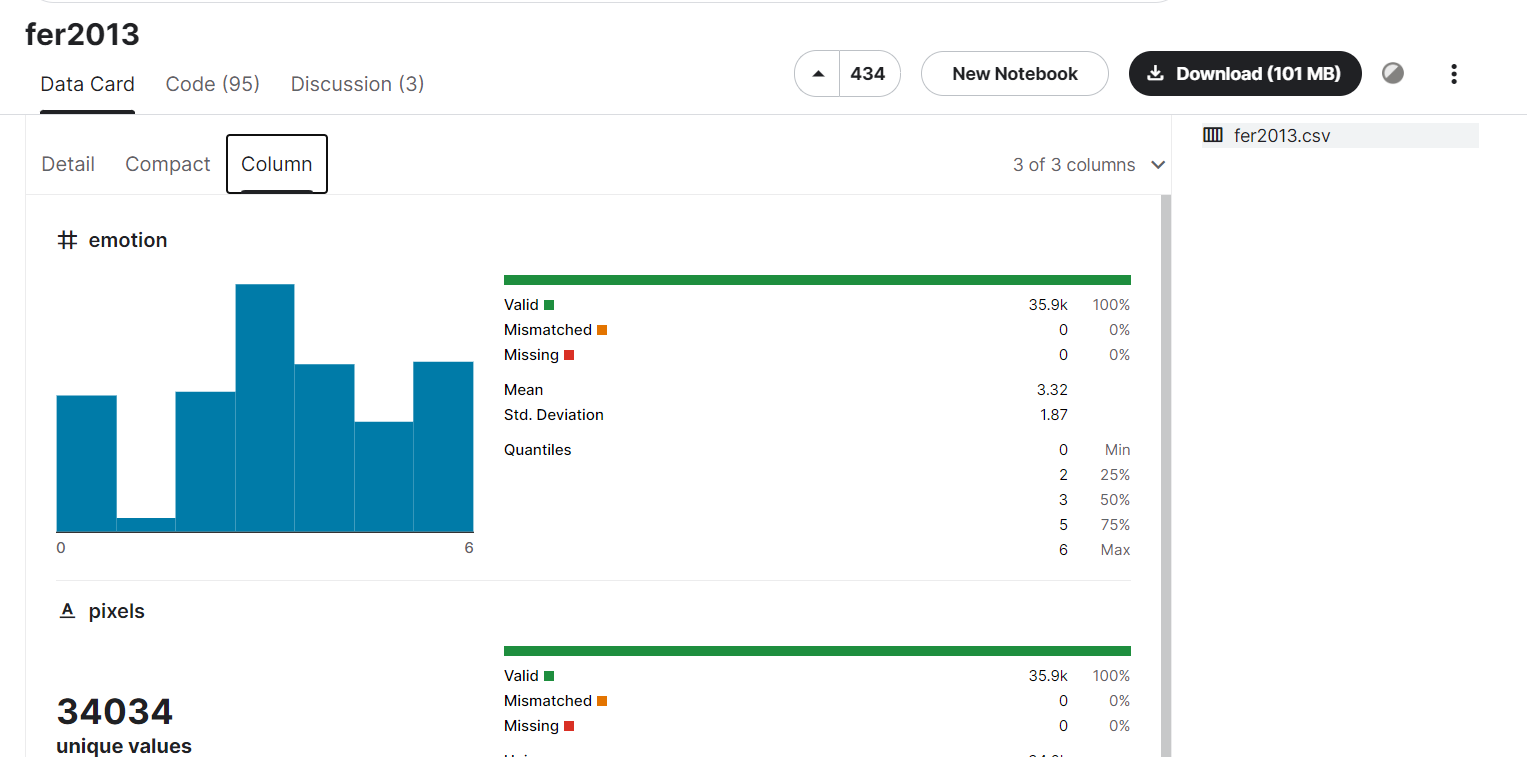 fer2013
Data Card Code (95) Discussion (3)
434 New Notebook Download (101 MB)
fer2013.csv
Detail Compact Column 3 of 3 columns
emotion
Valid 35.9k 100%
Mismatched 0 0%
Missing 0 0%
Mean 3.32
Std. Deviation 1.87
Quantiles 0 Min
2 25%
3 50%
5 75%
6 Max
0 6
pixels
Valid 35.9k 100%
Mismatched 0 0%
Missing 0 0%
34034
unique values